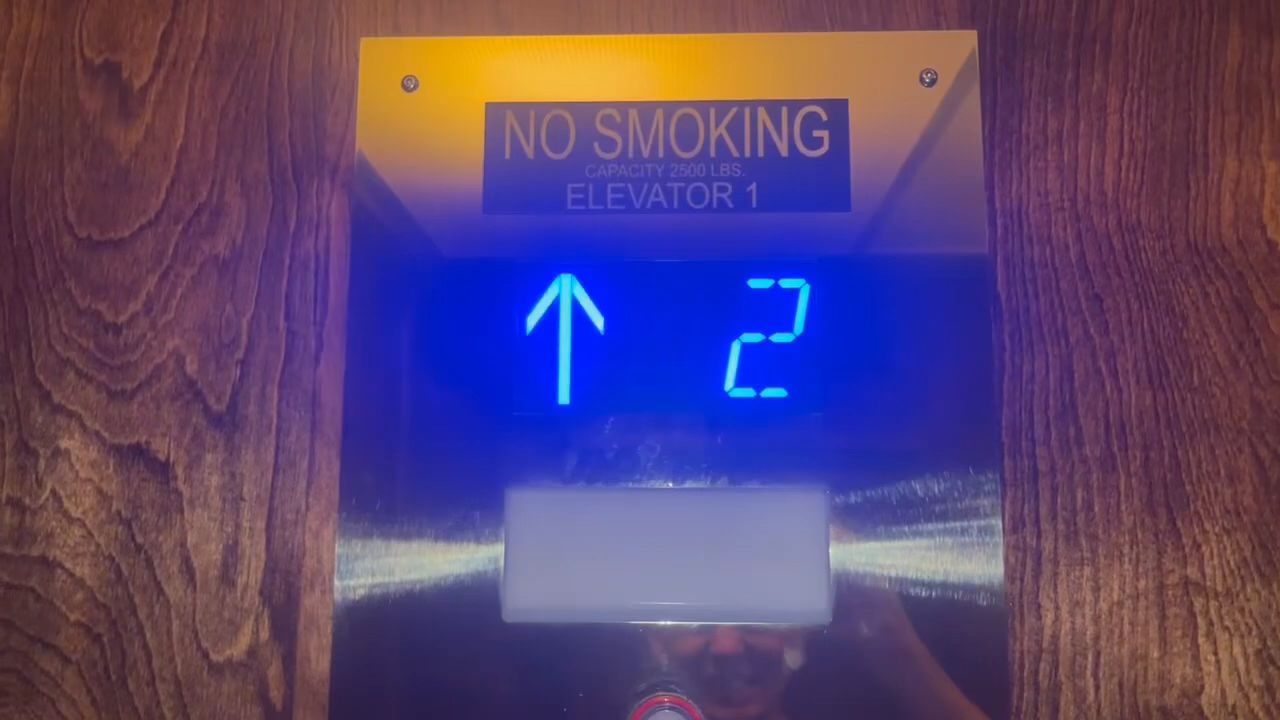 NO SMOKING
CAPACITY 2500 LBS.
ELEVATOR 1
↑ 2